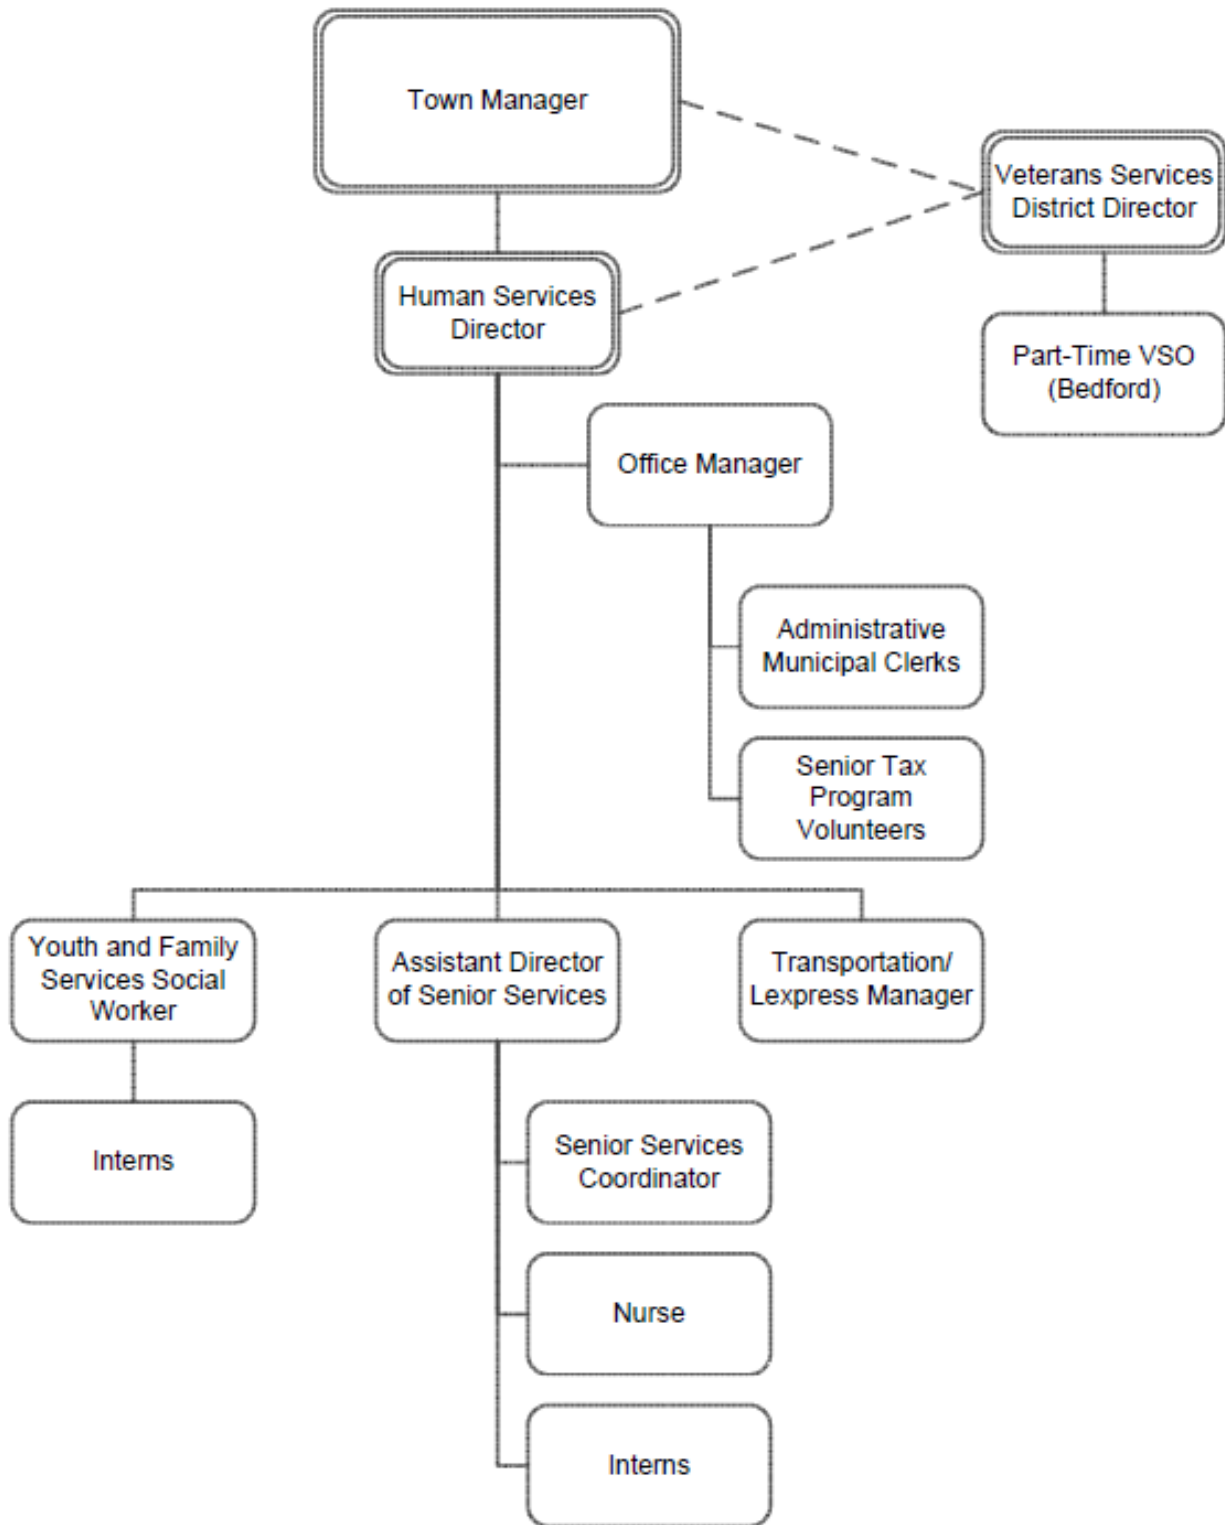 Town Manager
Veterans Services
District Director
Human Services
Director
Part-Time VSO
(Bedford)
Office Manager
Administrative
Municipal Clerks
Senior Tax
Program
Volunteers
Youth and Family
Services Social
Worker
Assistant Director
of Senior Services
Transportation/
Lexpress Manager
Interns
Senior Services
Coordinator
Nurse
Interns